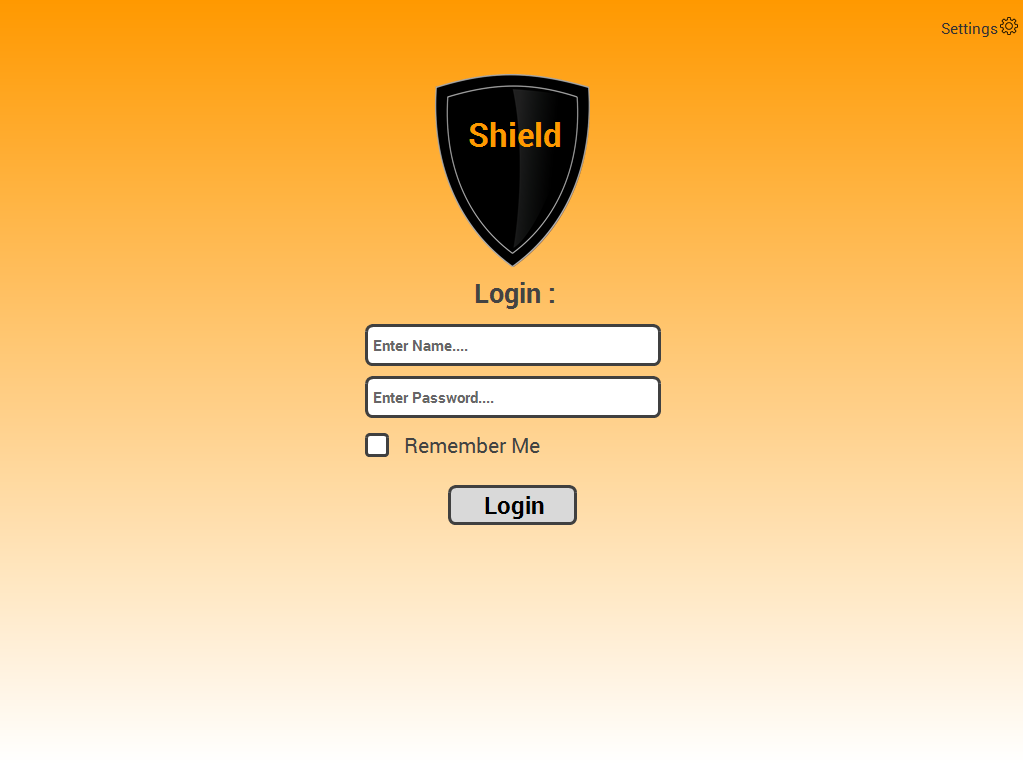 Settings
Shield
Login :
Enter Name....
Enter Password....
Remember Me
Login